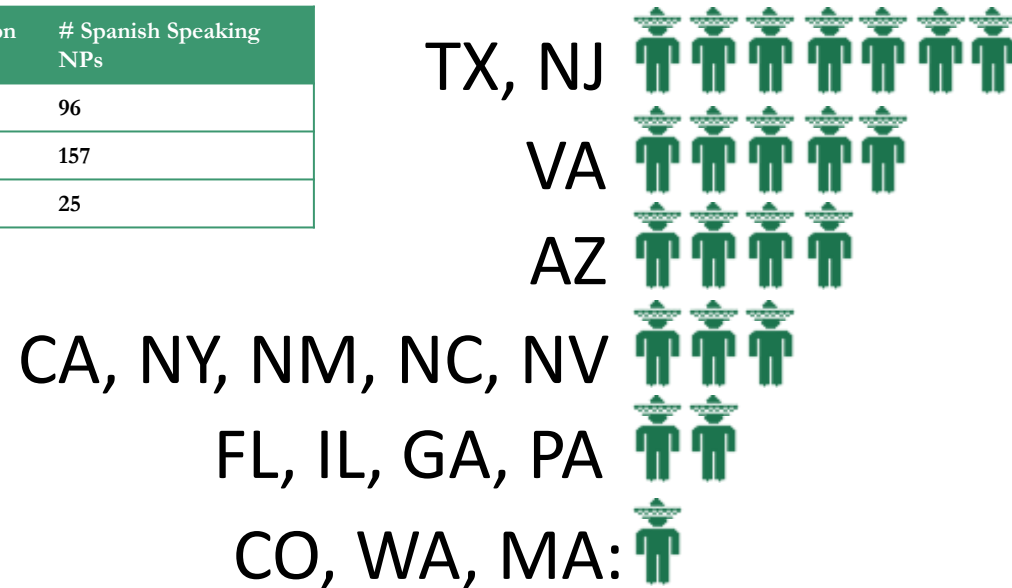 on # Spanish Speaking
NPs
96
157
25
TX, NJ
VA
AZ
CA, NY, NM, NC, NV
FL, IL, GA, PA
CO, WA, MA: